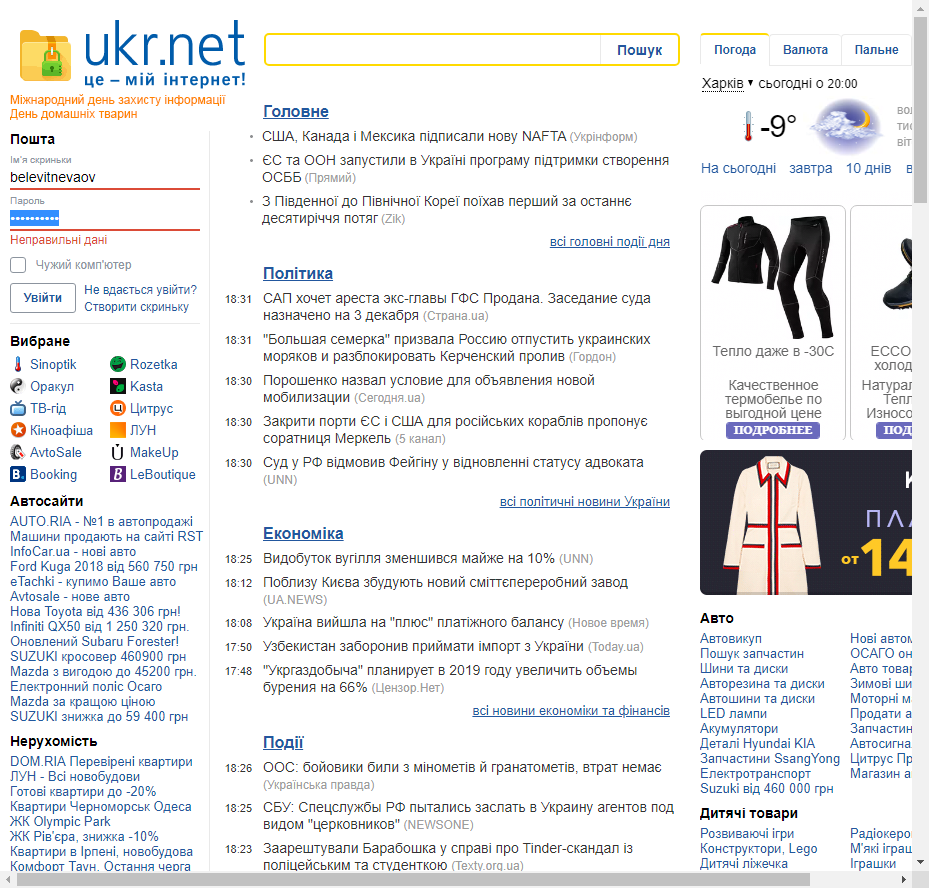 ukr.net
це – мій інтернет!
Міжнародний день захисту інформації
День домашніх тварин
Пошта
Ім'я скриньки
belevitnevaov
Пароль
Неправильні дані
Чужий комп'ютер
Увійти
Не вдається увійти?
Створити скриньку
Вибране
Sinoptik
Rozetka
Оракул
Kasta
ТВ-гід
Цитрус
Кіноафіша
ЛУН
AvtoSale
MakeUp
Booking
LeBoutique
Автосайти
AUTO.RIA - №1 в автопродажі
Машини продають на сайті RST
InfoCar.ua - нові авто
Ford Kuga 2018 від 560 750 грн
eTachki - купимо Ваше авто
Avtosale - нове авто
Нова Toyota від 436 306 грн!
Infiniti QX50 від 1 250 320 грн.
Оновлений Subaru Forester!
SUZUKI кросовер 460900 грн
Mazda з вигодою до 45200 грн.
Електронний поліс Осаго
Mazda за кращою ціною
SUZUKI знижка до 59 400 грн
Нерухомість
DOM.RIA Перевірені квартири
ЛУН - Всі новобудови
Готові квартири до -20%
Квартири Черноморськ Одеса
ЖК Olympic Park
ЖК Рів'єра, знижка -10%
Квартири в Ірпені, новобудова
Комфорт Таун. Остання черга
Пошук
Головне
США, Канада і Мексика підписали нову NAFTA (Укрінформ)
ЄС та ООН запустили в Україні програму підтримки створення
ОСББ (Прямий)
З Південної до Північної Кореї поїхав перший за останнє
десятиріччя потяг (Zik)
всі головні події дня
Політика
18:31 САП хочет ареста экс-главы ГФС Продана. Заседание суда
назначено на 3 декабря (Страна.ua)
18:31 "Большая семерка" призвала Россию отпустить украинских
моряков и разблокировать Керченский пролив (Гордон)
18:30 Порошенко назвал условие для объявления новой
мобилизации (Сегодня.ua)
18:30 Закрити порти ЄС і США для російських кораблів пропонує
соратниця Меркель (5 канал)
18:30 Суд у РФ відмовив Фейгіну у відновленні статусу адвоката
(UNN)
всі політичні новини України
Економіка
18:25 Видобуток вугілля зменшився майже на 10% (UNN)
18:12 Поблизу Києва збудують новий сміттєпереробний завод
(UA.NEWS)
18:08 Україна вийшла на "плюс" платіжного балансу (Новое время)
17:50 Узбекистан заборонив приймати імпорт з України (Today.ua)
17:48 "Укргаздобыча" планирует в 2019 году увеличить объемы
бурения на 66% (Цензор.Нет)
всі новини економіки та фінансів
Події
18:26 ООС: бойовики били з мінометів й гранатометів, втрат немає
(Українська правда)
18:25 СБУ: Спецслужбы РФ пытались заслать в Украину агентов под
видом "церковников" (NEWSONE)
18:23 Заарештували Барабошка у справі про Tinder-скандал із
поліцейським та студенткою (Texty.org.ua)
Погода
Валюта
Пальне
Харків ▼ сьогодні о 20:00
-9°
вол
тис
віт
На сьогодні завтра 10 днів в
Тепло даже в -30С
Качественное
термобелье по
выгодной цене
ПОДРОБНЕЕ
ECCO
холод
Натурал
Тепл
Износо
ПОД
К
ПЛА
от 14
Авто
Автовикуп
Пошук запчастин
Шини та диски
Авторезина та диски
Автошини та диски
LED лампи
Акумулятори
Деталі Hyundai KIA
Запчастини SsangYong
Електротранспорт
Suzuki від 460 000 грн
Нові автом
ОСАГО он
Авто товар
Зимові ши
Моторні ма
Продати а
Запчастин
Автосигна
Цитрус Пр
Магазин а
Дитячі товари
Розвиваючі ігри
Конструктори, Lego
Дитячі ліжечка
Радіокеро
М'які іграш
Іграшки